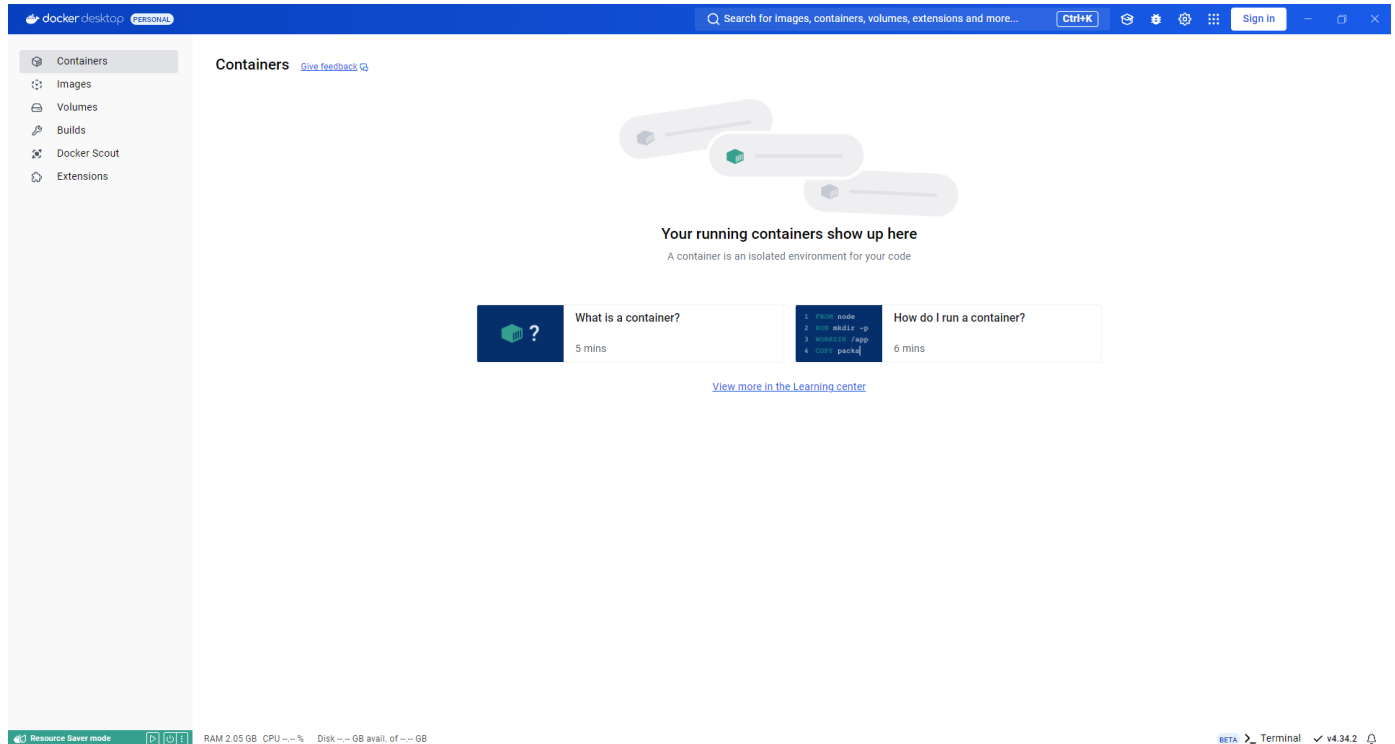 docker desktop PERSONAL
Search for images, containers, volumes, extensions and more... Ctrl+K
Sign in
Containers
Images
Volumes
Builds
Docker Scout
Extensions
Containers Give feedback
Your running containers show up here
A container is an isolated environment for your code
?
What is a container?
5 mins
1 FROM node
2 RUN mkdir -p
3 WORKDIR /app
4 COPY packa
How do I run a container?
6 mins
View more in the Learning center
Resource Saver mode
RAM 2.05 GB CPU --.-- % Disk --.-- GB avail. of --.-- GB
BETA >_ Terminal v4.34.2